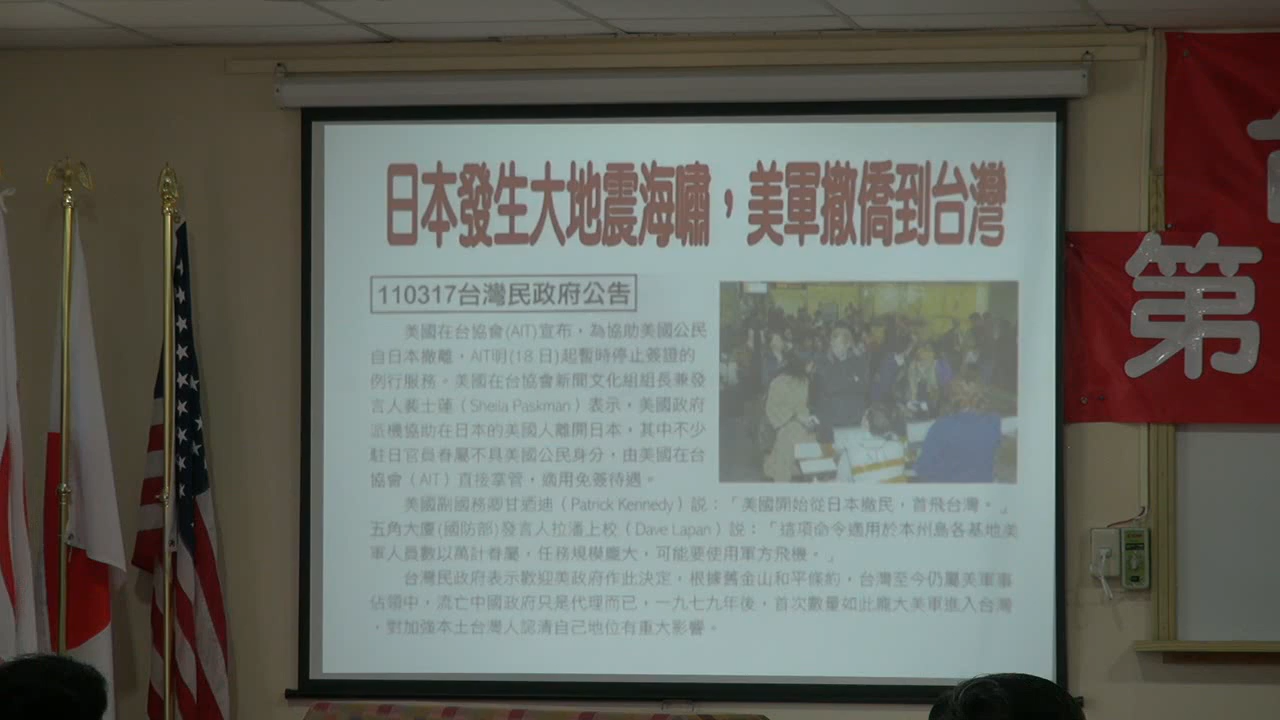 日本發生大地震海嘯，美軍撤僑到台灣
110317台灣民政府公告
美國在台協會(AIT)宣布，為協助美國公民
自日本撤離，AIT明(18 日)起暫時停止簽證的
例行服務。美國在台協會新聞文化組組長兼發
言人裴士蓮（Sheila Paskman）表示，美國政府
派機協助在日本的美國人離開日本，其中不少
駐日官員眷屬不具美國公民身分，由美國在台
協會（AIT）直接掌管，適用免簽待遇。
美國副國務卿甘迺迪（Patrick Kennedy）説：「美國開始從日本撤民，首飛台灣。」
五角大廈(國防部)發言人拉潘上校（Dave Lapan）説：「這項命令適用於本州島各基地美
軍人員數以萬計眷屬，任務規模龐大，可能要使用軍方飛機。」
台灣民政府表示歡迎美政府作此決定，根據舊金山和平條約，台灣至今仍屬美軍事
佔領中，流亡中國政府只是代理而已，一九七九年後，首次數量如此龐大美軍進入台灣
，對加強本土台灣人認清自己地位有重大影響。
第